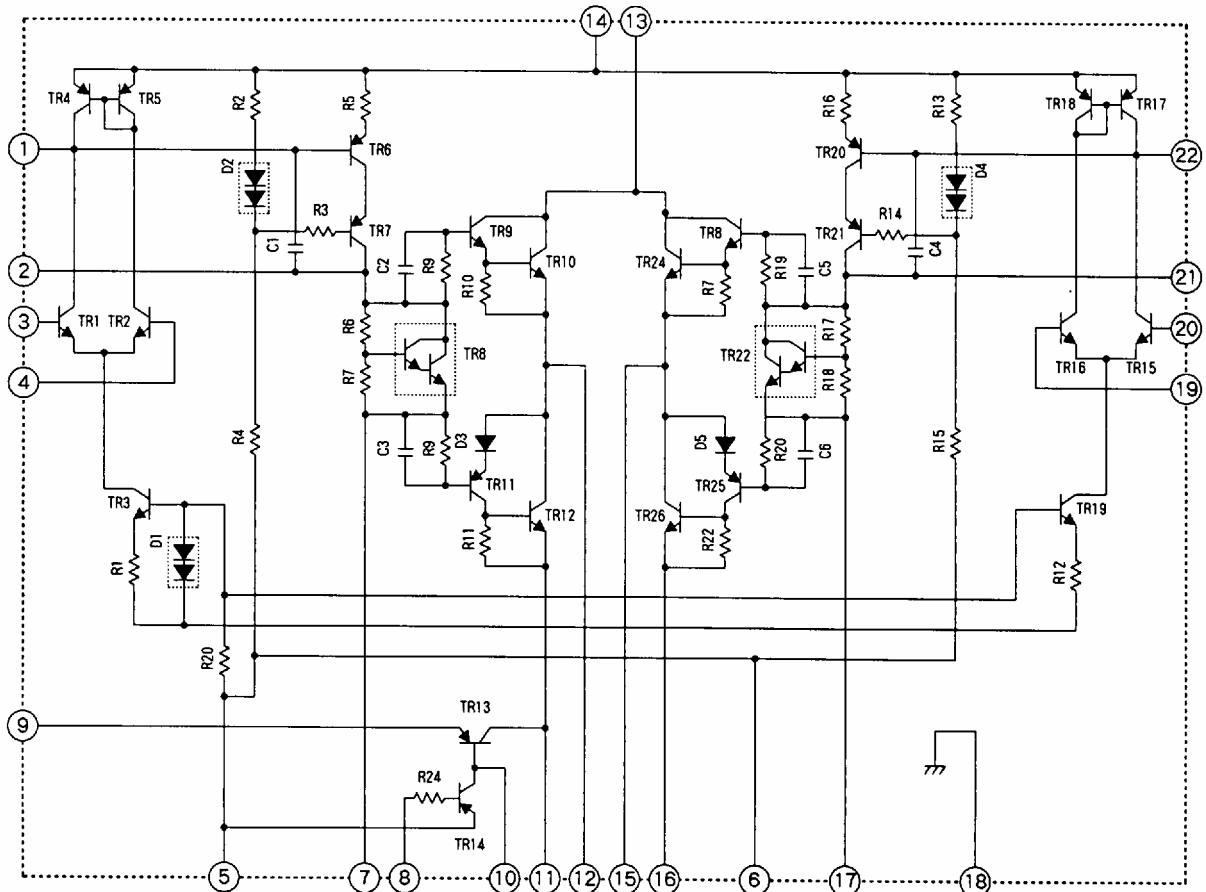 14 13
TR4 TR5 R2 R5 R16 R13 TR18 TR17
1 D2 TR6 TR20 D4 22
R3 TR7 TR9 TR8 TR21 R14
2 C1 C2 R9 R10 TR10 TR24 R7 R19 C5 C4 21
3 TR1 TR2 R6 TR8 TR22 R17 TR16 TR15 20
4 R7 R18 19
R4 C3 R9 D3 D5 R20 C6 R15
TR11 TR25
TR3 D1 R11 TR12 TR26 R22 TR19
R1 R12
R20
9 TR13
R24
TR14
5 7 8 10 11 12 15 16 6 17 18